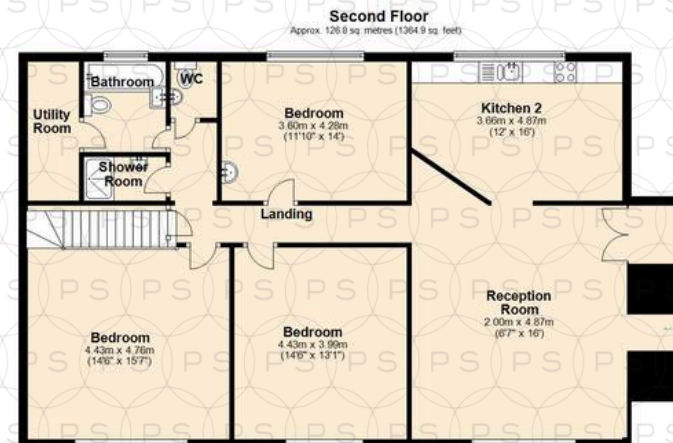 Second Floor
Approx. 126.8 sq. metres (1364.9 sq. feet)
Bathroom
WC
Utility
Room
Bedroom
3.60m x 4.28m
(11'10" x 14')
Kitchen 2
3.66m x 4.87m
(12' x 16')
Shower
Room
Landing
Reception
Room
2.00m x 4.87m
(6'7" x 16')
Bedroom
4.43m x 4.76m
(14'6" x 15'7")
Bedroom
4.43m x 3.99m
(14'6" x 13'1")
PS